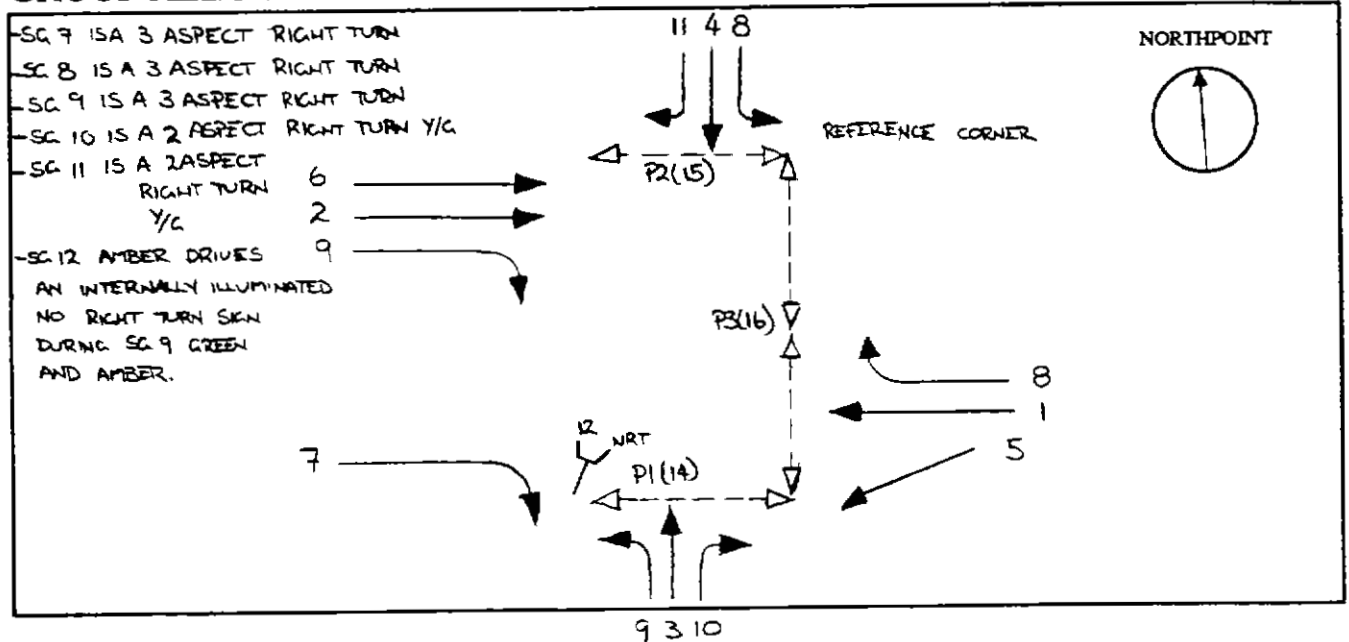 -SG 7 IS A 3 ASPECT RIGHT TURN
-SG 8 IS A 3 ASPECT RIGHT TURN
-SG 9 IS A 3 ASPECT RIGHT TURN
-SG 10 IS A 2 ASPECT RIGHT TURN Y/G
-SG 11 IS A 2 ASPECT
RIGHT TURN
Y/G
-SG 12 AMBER DRIVES
AN INTERNALLY ILLUMINATED
NO RIGHT TURN SIGN
DURING SG 9 GREEN
AND AMBER.
11 4 8
NORTHPOINT
REFERENCE CORNER
P2(15)
6
2
9
P3(16)
8
1
5
7
12
NRT
P1(14)
9 3 10